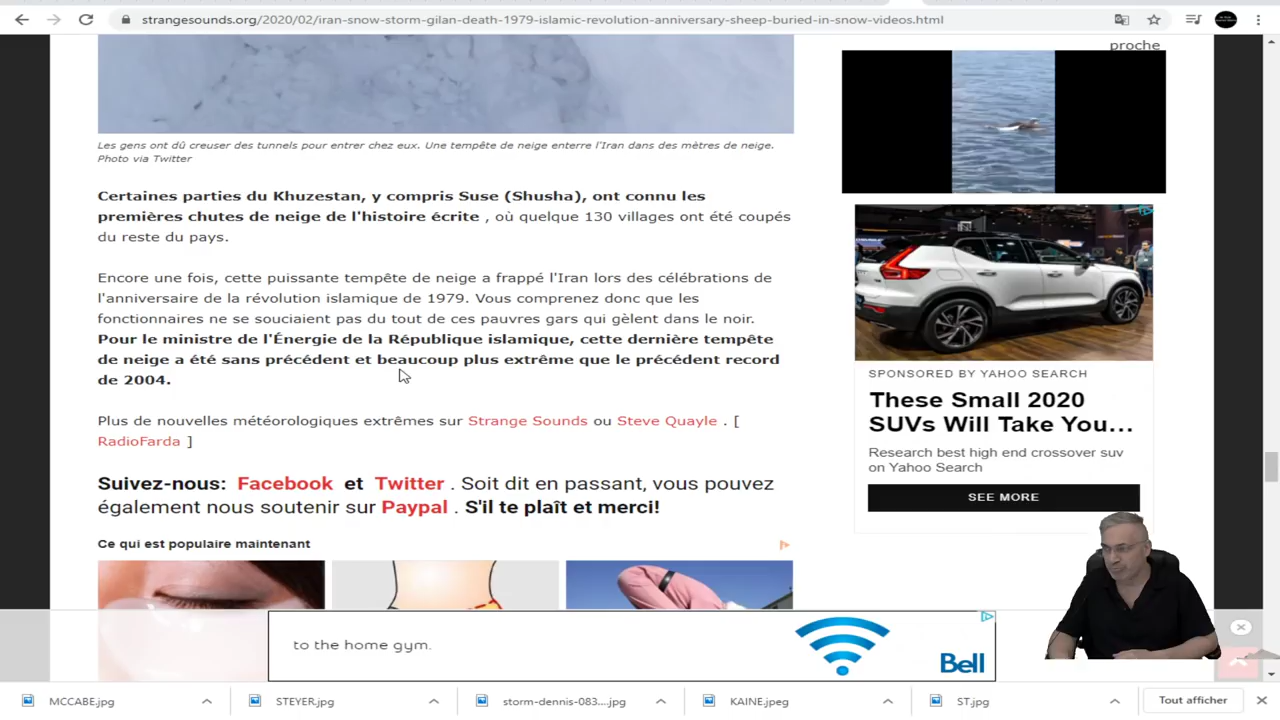 strangesounds.org/2020/02/iran-snow-storm-gilan-death-1979-islamic-revolution-anniversary-sheep-buried-in-snow-videos.html
proche
Les gens ont dû creuser des tunnels pour entrer chez eux. Une tempête de neige enterre l'Iran dans des mètres de neige.
Photo via Twitter
Certaines parties du Khuzestan, y compris Suse (Shusha), ont connu les
premières chutes de neige de l'histoire écrite , où quelque 130 villages ont été coupés
du reste du pays.
Encore une fois, cette puissante tempête de neige a frappé l'Iran lors des célébrations de
l'anniversaire de la révolution islamique de 1979. Vous comprenez donc que les
fonctionnaires ne se souciaient pas du tout de ces pauvres gars qui gèlent dans le noir.
Pour le ministre de l'Énergie de la République islamique, cette dernière tempête
de neige a été sans précédent et beaucoup plus extrême que le précédent record
de 2004.
Plus de nouvelles météorologiques extrêmes sur Strange Sounds ou Steve Quayle . [
RadioFarda ]
Suivez-nous: Facebook et Twitter . Soit dit en passant, vous pouvez
également nous soutenir sur Paypal . S'il te plaît et merci!
Ce qui est populaire maintenant
SPONSORED BY YAHOO SEARCH
These Small 2020
SUVs Will Take You...
Research best high end crossover suv
on Yahoo Search
SEE MORE
to the home gym.
Bell
MCCABE.jpg
STEYER.jpg
storm-dennis-083....jpg
KAINE.jpeg
ST.jpg
Tout afficher